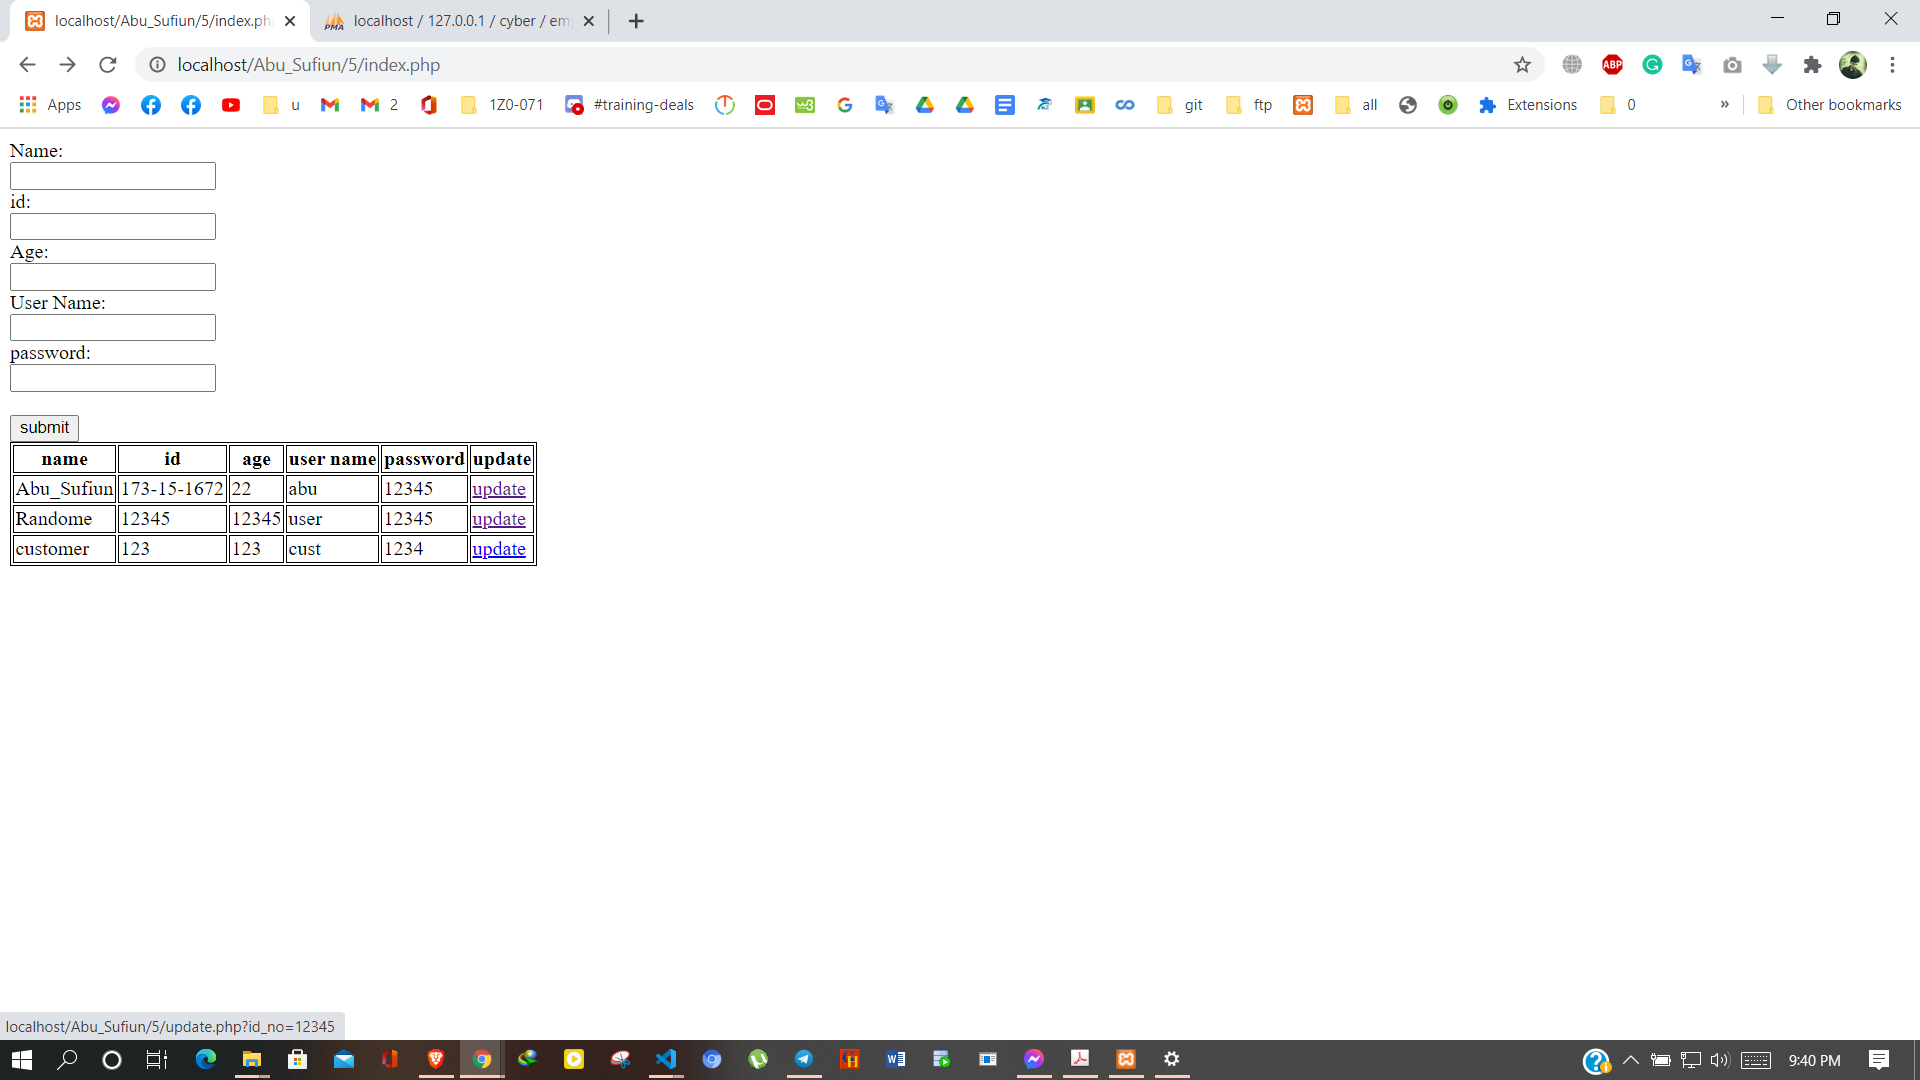 localhost/Abu_Sufiun/5/index.ph
localhost / 127.0.0.1 / cyber / em
localhost/Abu_Sufiun/5/index.php
ABP
Apps
u
2
1Z0-071
#training-deals
git
ftp
all
Extensions
0
»
Other bookmarks
Name:
id:
Age:
User Name:
password:
submit
name id age user name password update
Abu_Sufiun 173-15-1672 22 abu 12345 update
Randome 12345 12345 user 12345 update
customer 123 123 cust 1234 update
localhost/Abu_Sufiun/5/update.php?id_no=12345
9:40 PM